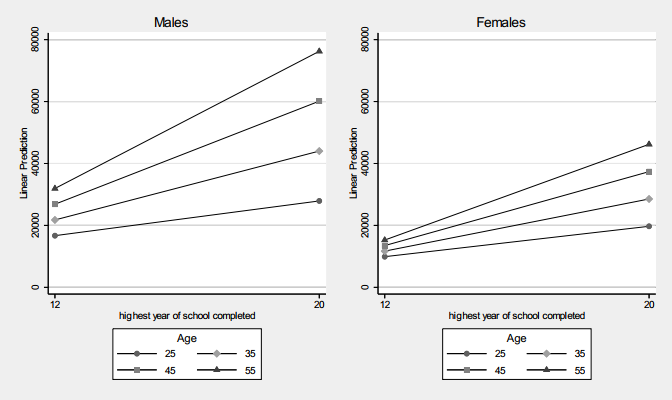 Males
Linear Prediction
80000
60000
40000
20000
0
12 20
highest year of school completed
Age
25 35
45 55
Females
Linear Prediction
80000
60000
40000
20000
0
12 20
highest year of school completed
Age
25 35
45 55